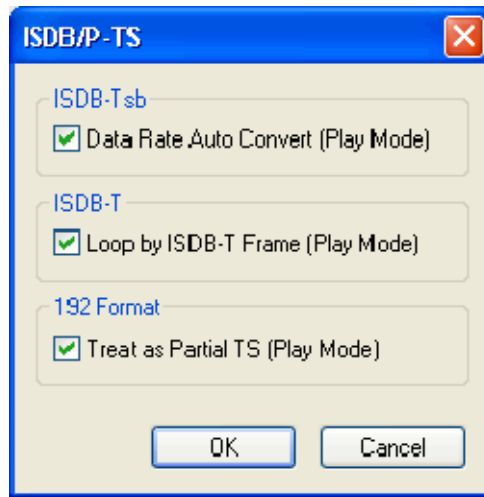 ISDB/P-TS
ISDB-Tsb
Data Rate Auto Convert (Play Mode)
ISDB-T
Loop by ISDB-T Frame (Play Mode)
192 Format
Treat as Partial TS (Play Mode)
OK
Cancel